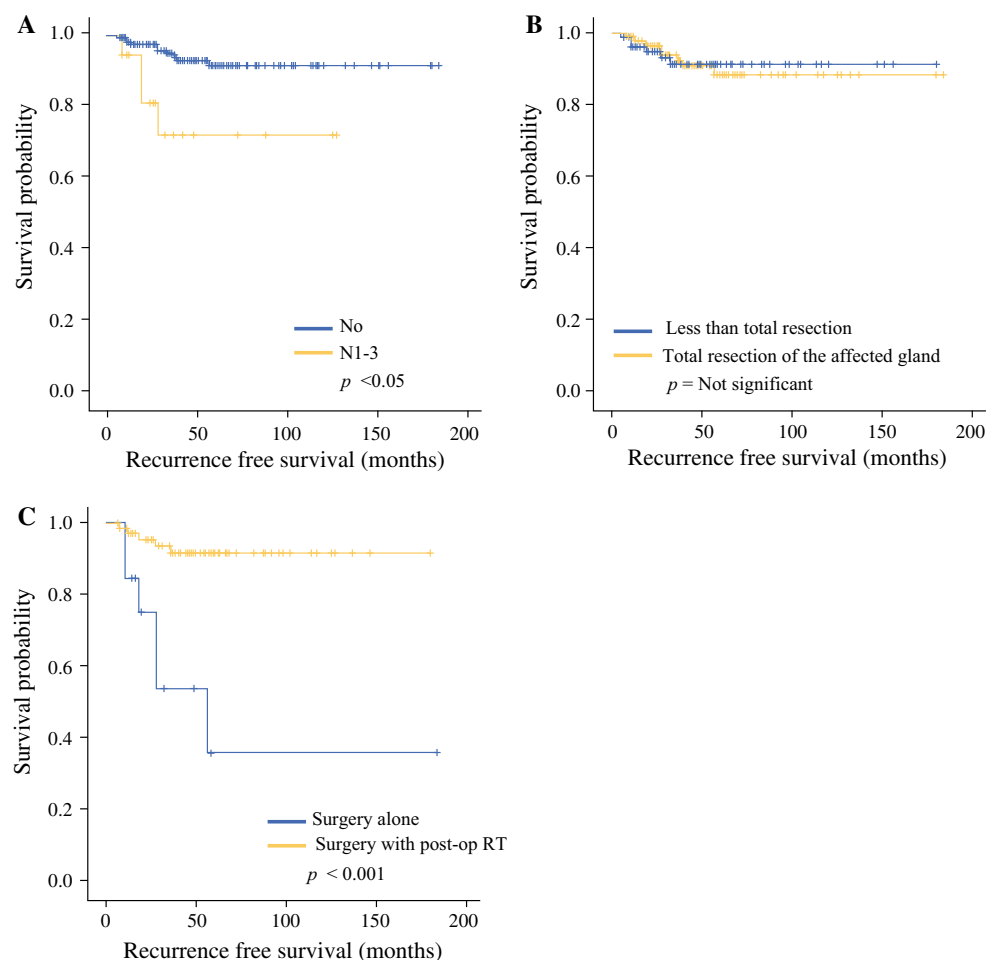 A
Survival probability
1.0
0.8
0.6
0.4
0.2
0.0
No
N1-3
p <0.05
0 50 100 150 200
Recurrence free survival (months)
B
Survival probability
1.0
0.8
0.6
0.4
0.2
0.0
Less than total resection
Total resection of the affected gland
p = Not significant
0 50 100 150 200
Recurrence free survival (months)
C
Survival probability
1.0
0.8
0.6
0.4
0.2
0.0
Surgery alone
Surgery with post-op RT
p < 0.001
0 50 100 150 200
Recurrence free survival (months)